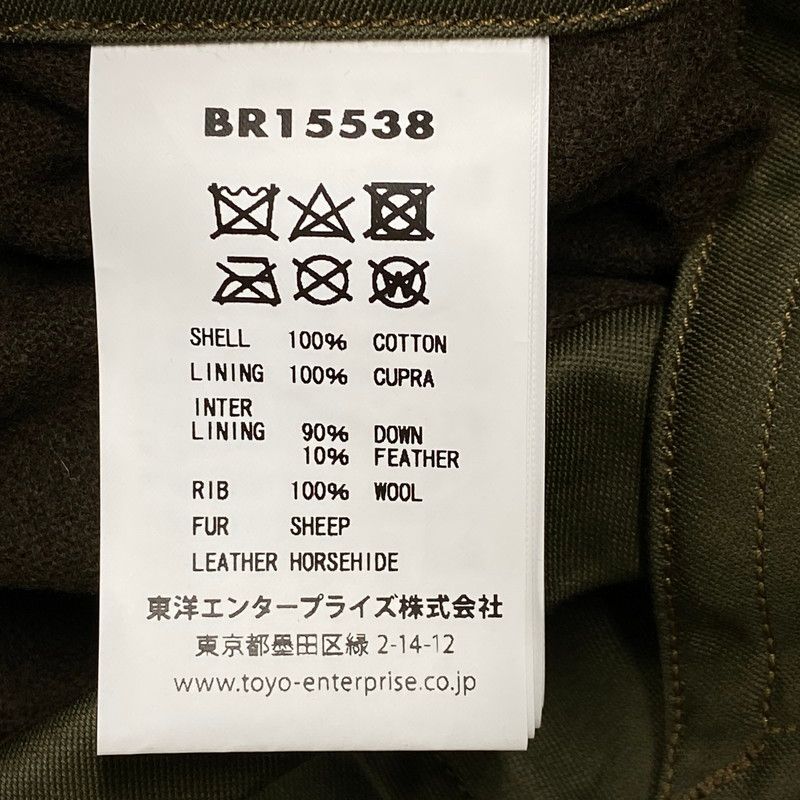 BR15538
W
SHELL 100% COTTON
LINING 100% CUPRA
INTER
LINING 90% DOWN
10% FEATHER
RIB 100% WOOL
FUR SHEEP
LEATHER HORSEHIDE
東洋エンタープライズ株式会社
東京都墨田区緑 2-14-12
www.toyo-enterprise.co.jp